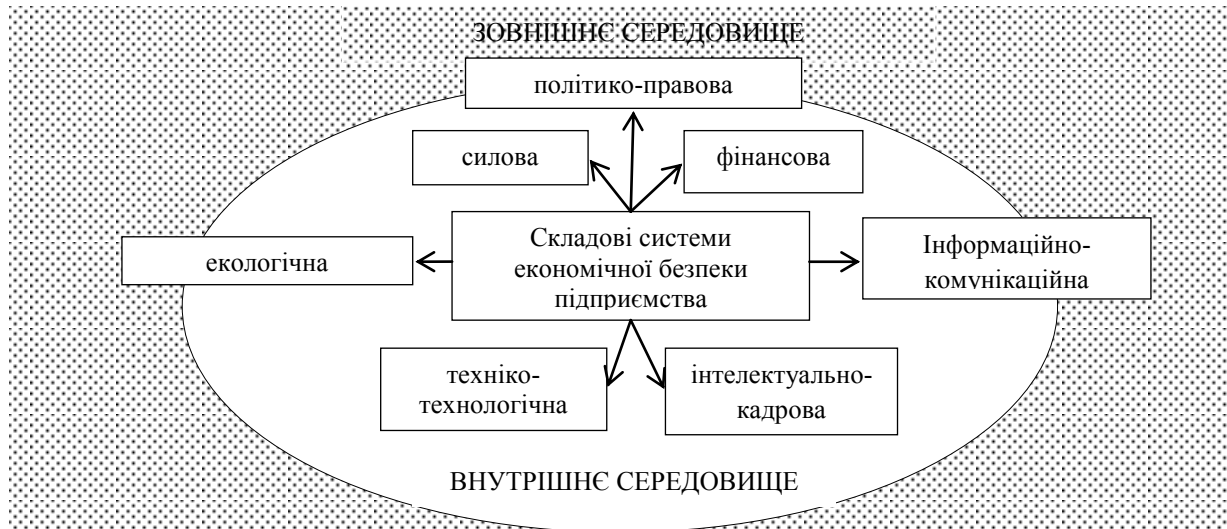 ЗОВНІШНЄ СЕРЕДОВИЩЕ
політико-правова
силова
фінансова
екологічна
Складові системи
економічної безпеки
підприємства
Інформаційно-
комунікаційна
техніко-
технологічна
інтелектуально-
кадрова
ВНУТРІШНЄ СЕРЕДОВИЩЕ